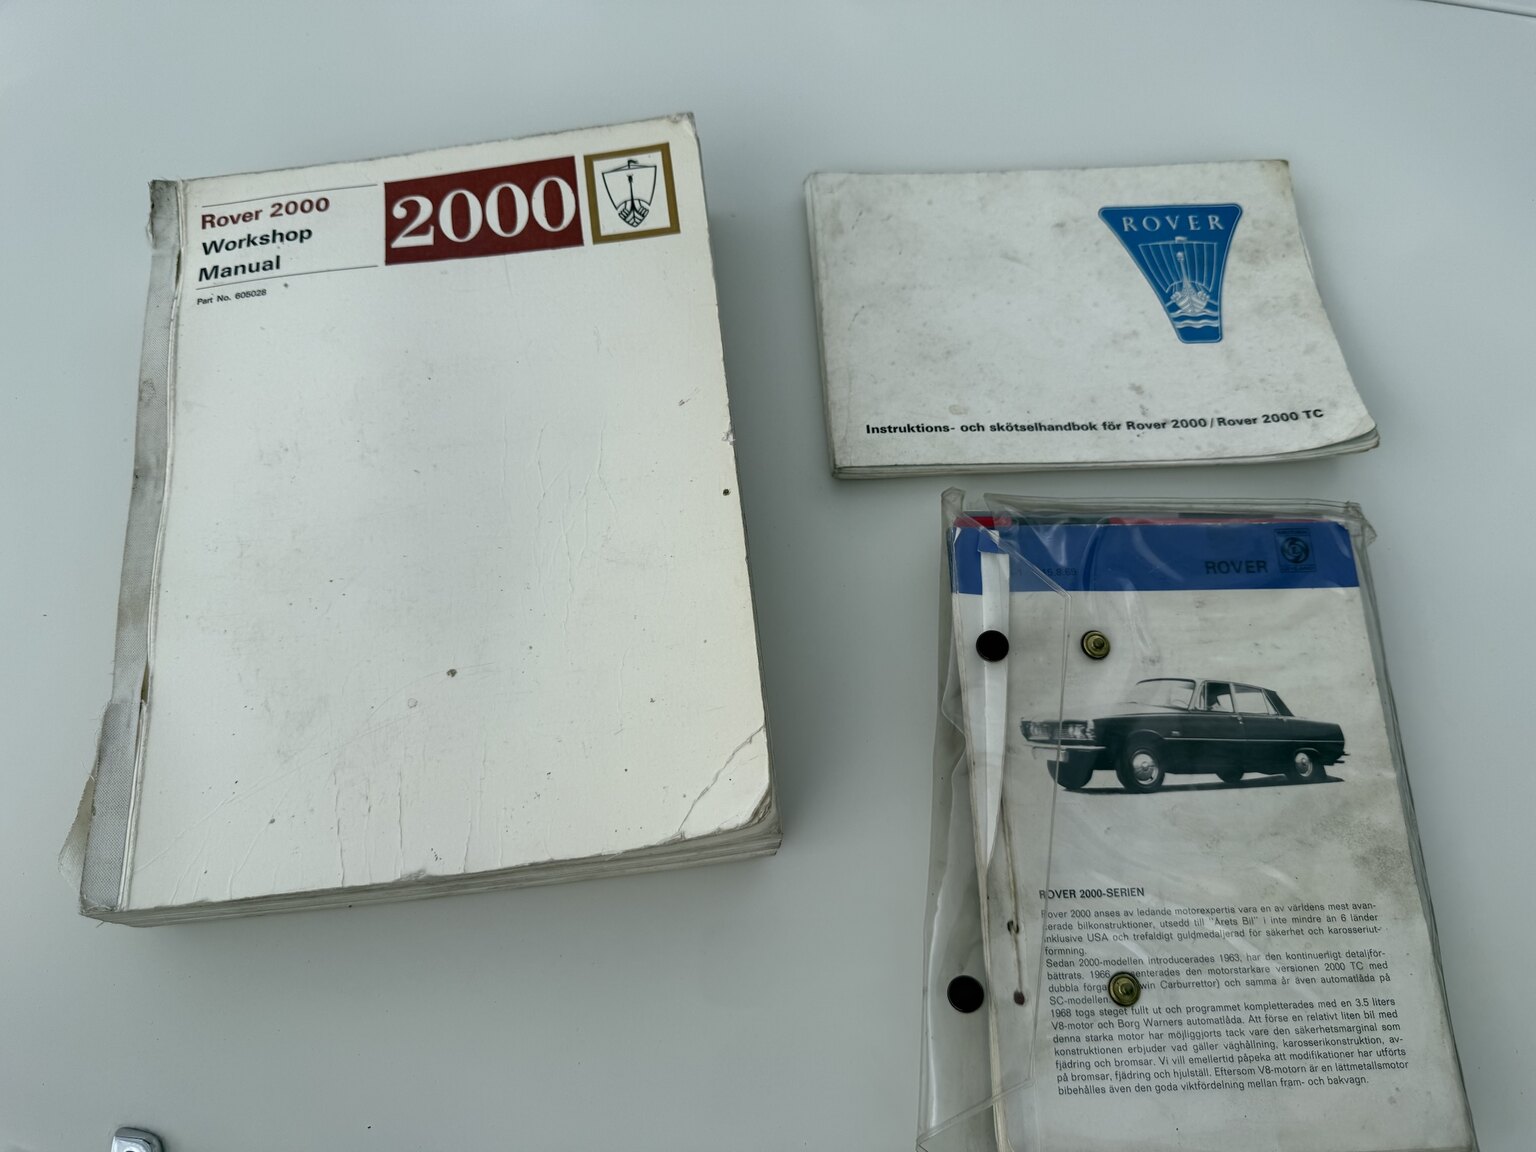 Rover 2000
Workshop
Manual
Part No. 605028
2000
ROVER
Instruktions- och skötselhandbok för Rover 2000/Rover 2000 TC
15.8.69
ROVER
ROVER 2000-SERIEN
Rover 2000 anses av ledande motorexpertis vara en av världens mest avan-
cerade bilkonstruktioner, utsedd till "Årets Bil" i inte mindre än 6 länder
inklusive USA och trefaldigt guldmedaljerad för säkerhet och karosseriut-
formning.
Sedan 2000-modellen introducerades 1963, har den kontinuerligt detaljför-
bättrats. 1966 den motorstarkare versionen 2000 TC med
dubbla Carburrettor) och samma år även automatlåda på
SC-modellen.
1968 togs steget fullt ut och programmet kompletterades med en 3.5 liters
V8-motor och Borg Warners automatlåda. Att förse en relativt liten bil med
denna starka motor har möjliggjorts tack vare den säkerhetsmarginal som
konstruktionen erbjuder vad gäller väghållning, karosserikonstruktion, av-
fjädring och bromsar. Vi vill emellertid påpeka att modifikationer har utförts
på bromsar, fjädring och hjulställ. Eftersom V8-motorn är en lättmetallsmotor
bibehålles även den goda viktfördelning mellan fram- och bakvagn.